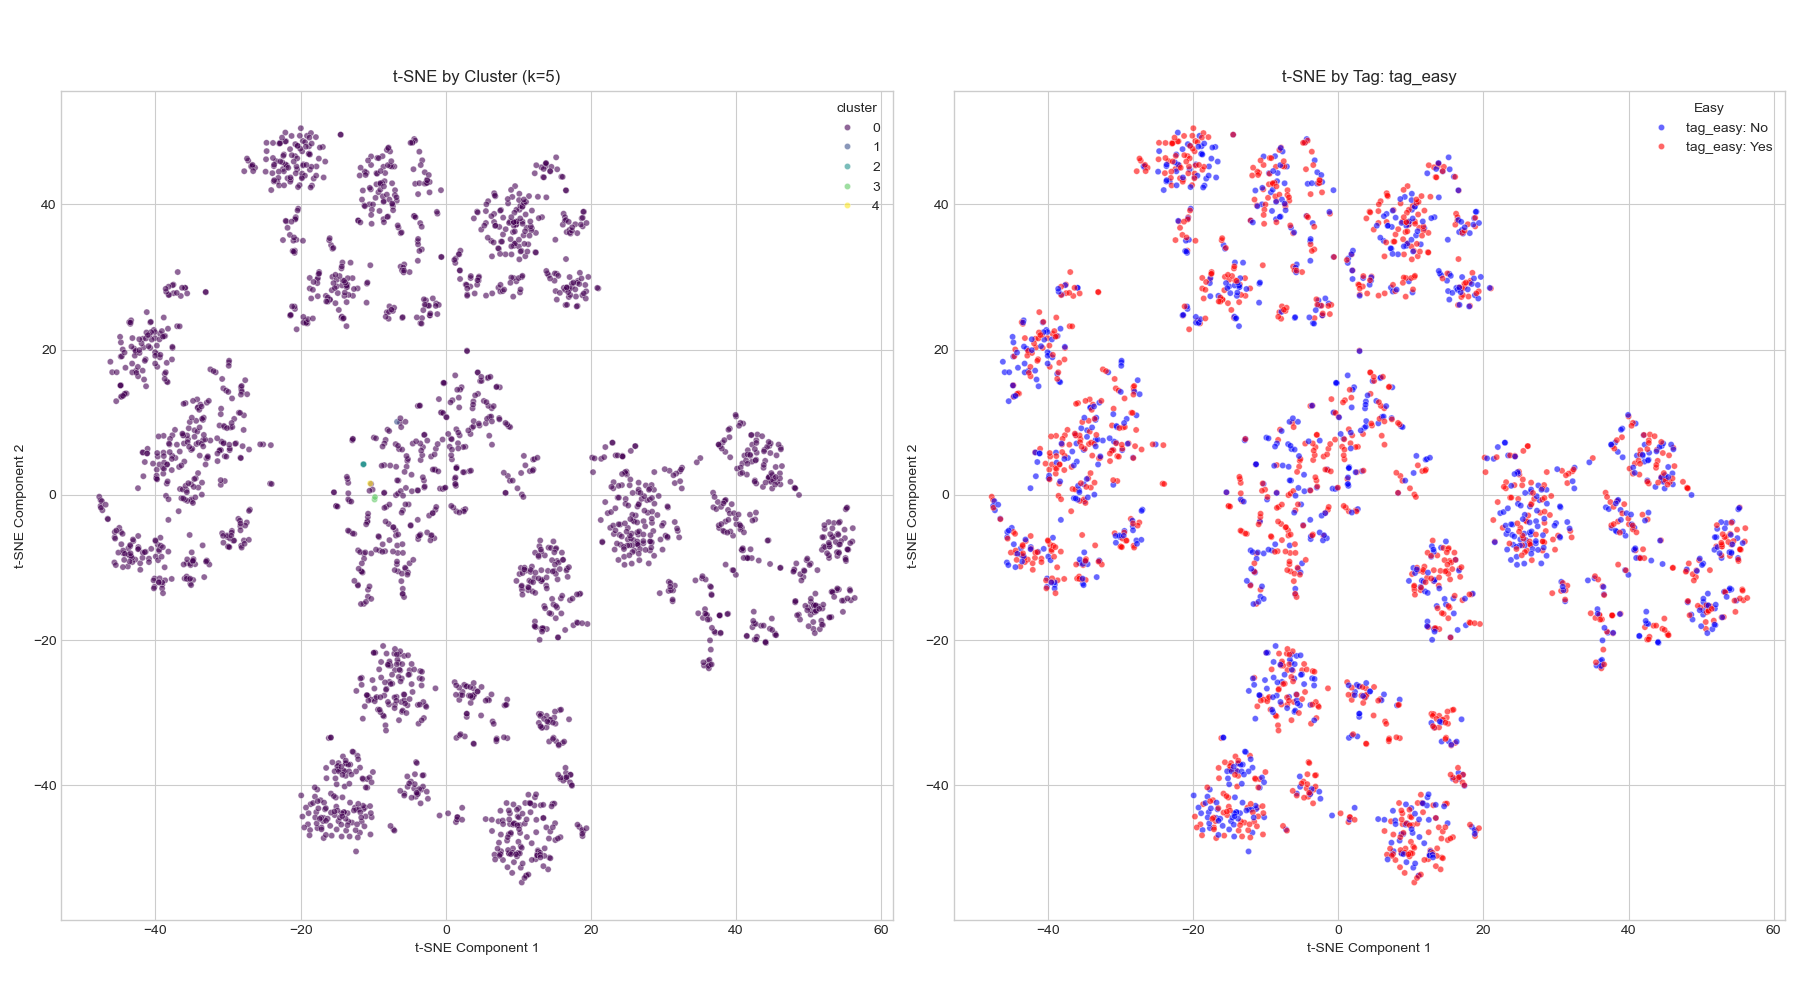 t-SNE by Cluster (k=5)
cluster
0
1
2
3
4
40
20
0
−20
−40
−40
−20
0
20
40
60
t-SNE Component 1
t-SNE Component 2
t-SNE by Tag: tag_easy
Easy
tag_easy: No
tag_easy: Yes
40
20
0
−20
−40
−40
−20
0
20
40
60
t-SNE Component 1
t-SNE Component 2